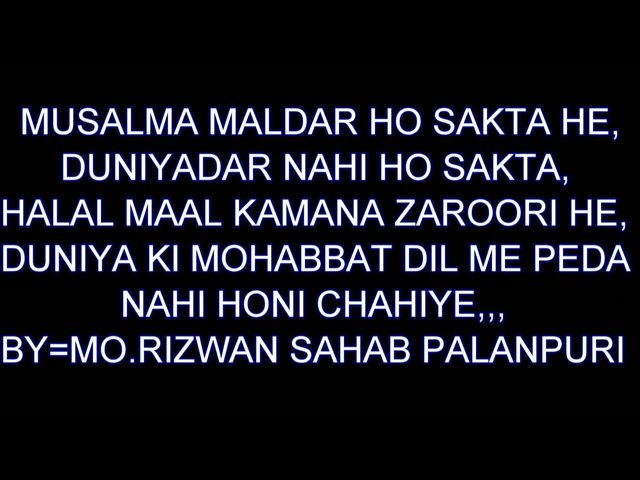 MUSALMA MALDAR HO SAKTA HE,
DUNIYADAR NAHI HO SAKTA,
HALAL MAAL KAMANA ZAROORI HE,
DUNIYA KI MOHABBAT DIL ME PEDA
NAHI HONI CHAHIYE,,,
BY=MO.RIZWAN SAHAB PALANPURI